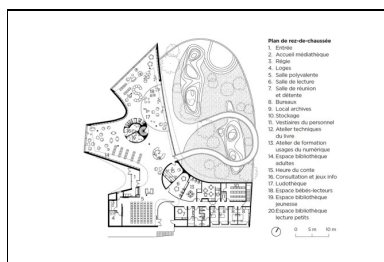 Plan de rez-de-chaussée
1. Entrée
2. Accueil médiathèque
3. Régie
4. Loges
5. Salle polyvalente
6. Salle de lecture
7. Salle de réunion
et détente
8. Bureaux
9. Local archives
10. Stockage
11. Vestiaires du personnel
12. Atelier techniques
du livre
13. Atelier de formation
usages du numérique
14. Espace bibliothèque
adultes
15. Heure du conte
16. Consultation et jeux info
17. Ludothèque
18. Espace bébés-lecteurs
19. Espace bibliothèque
jeunesse
20. Espace bibliothèque
lecture petits
0 5 m 10 m